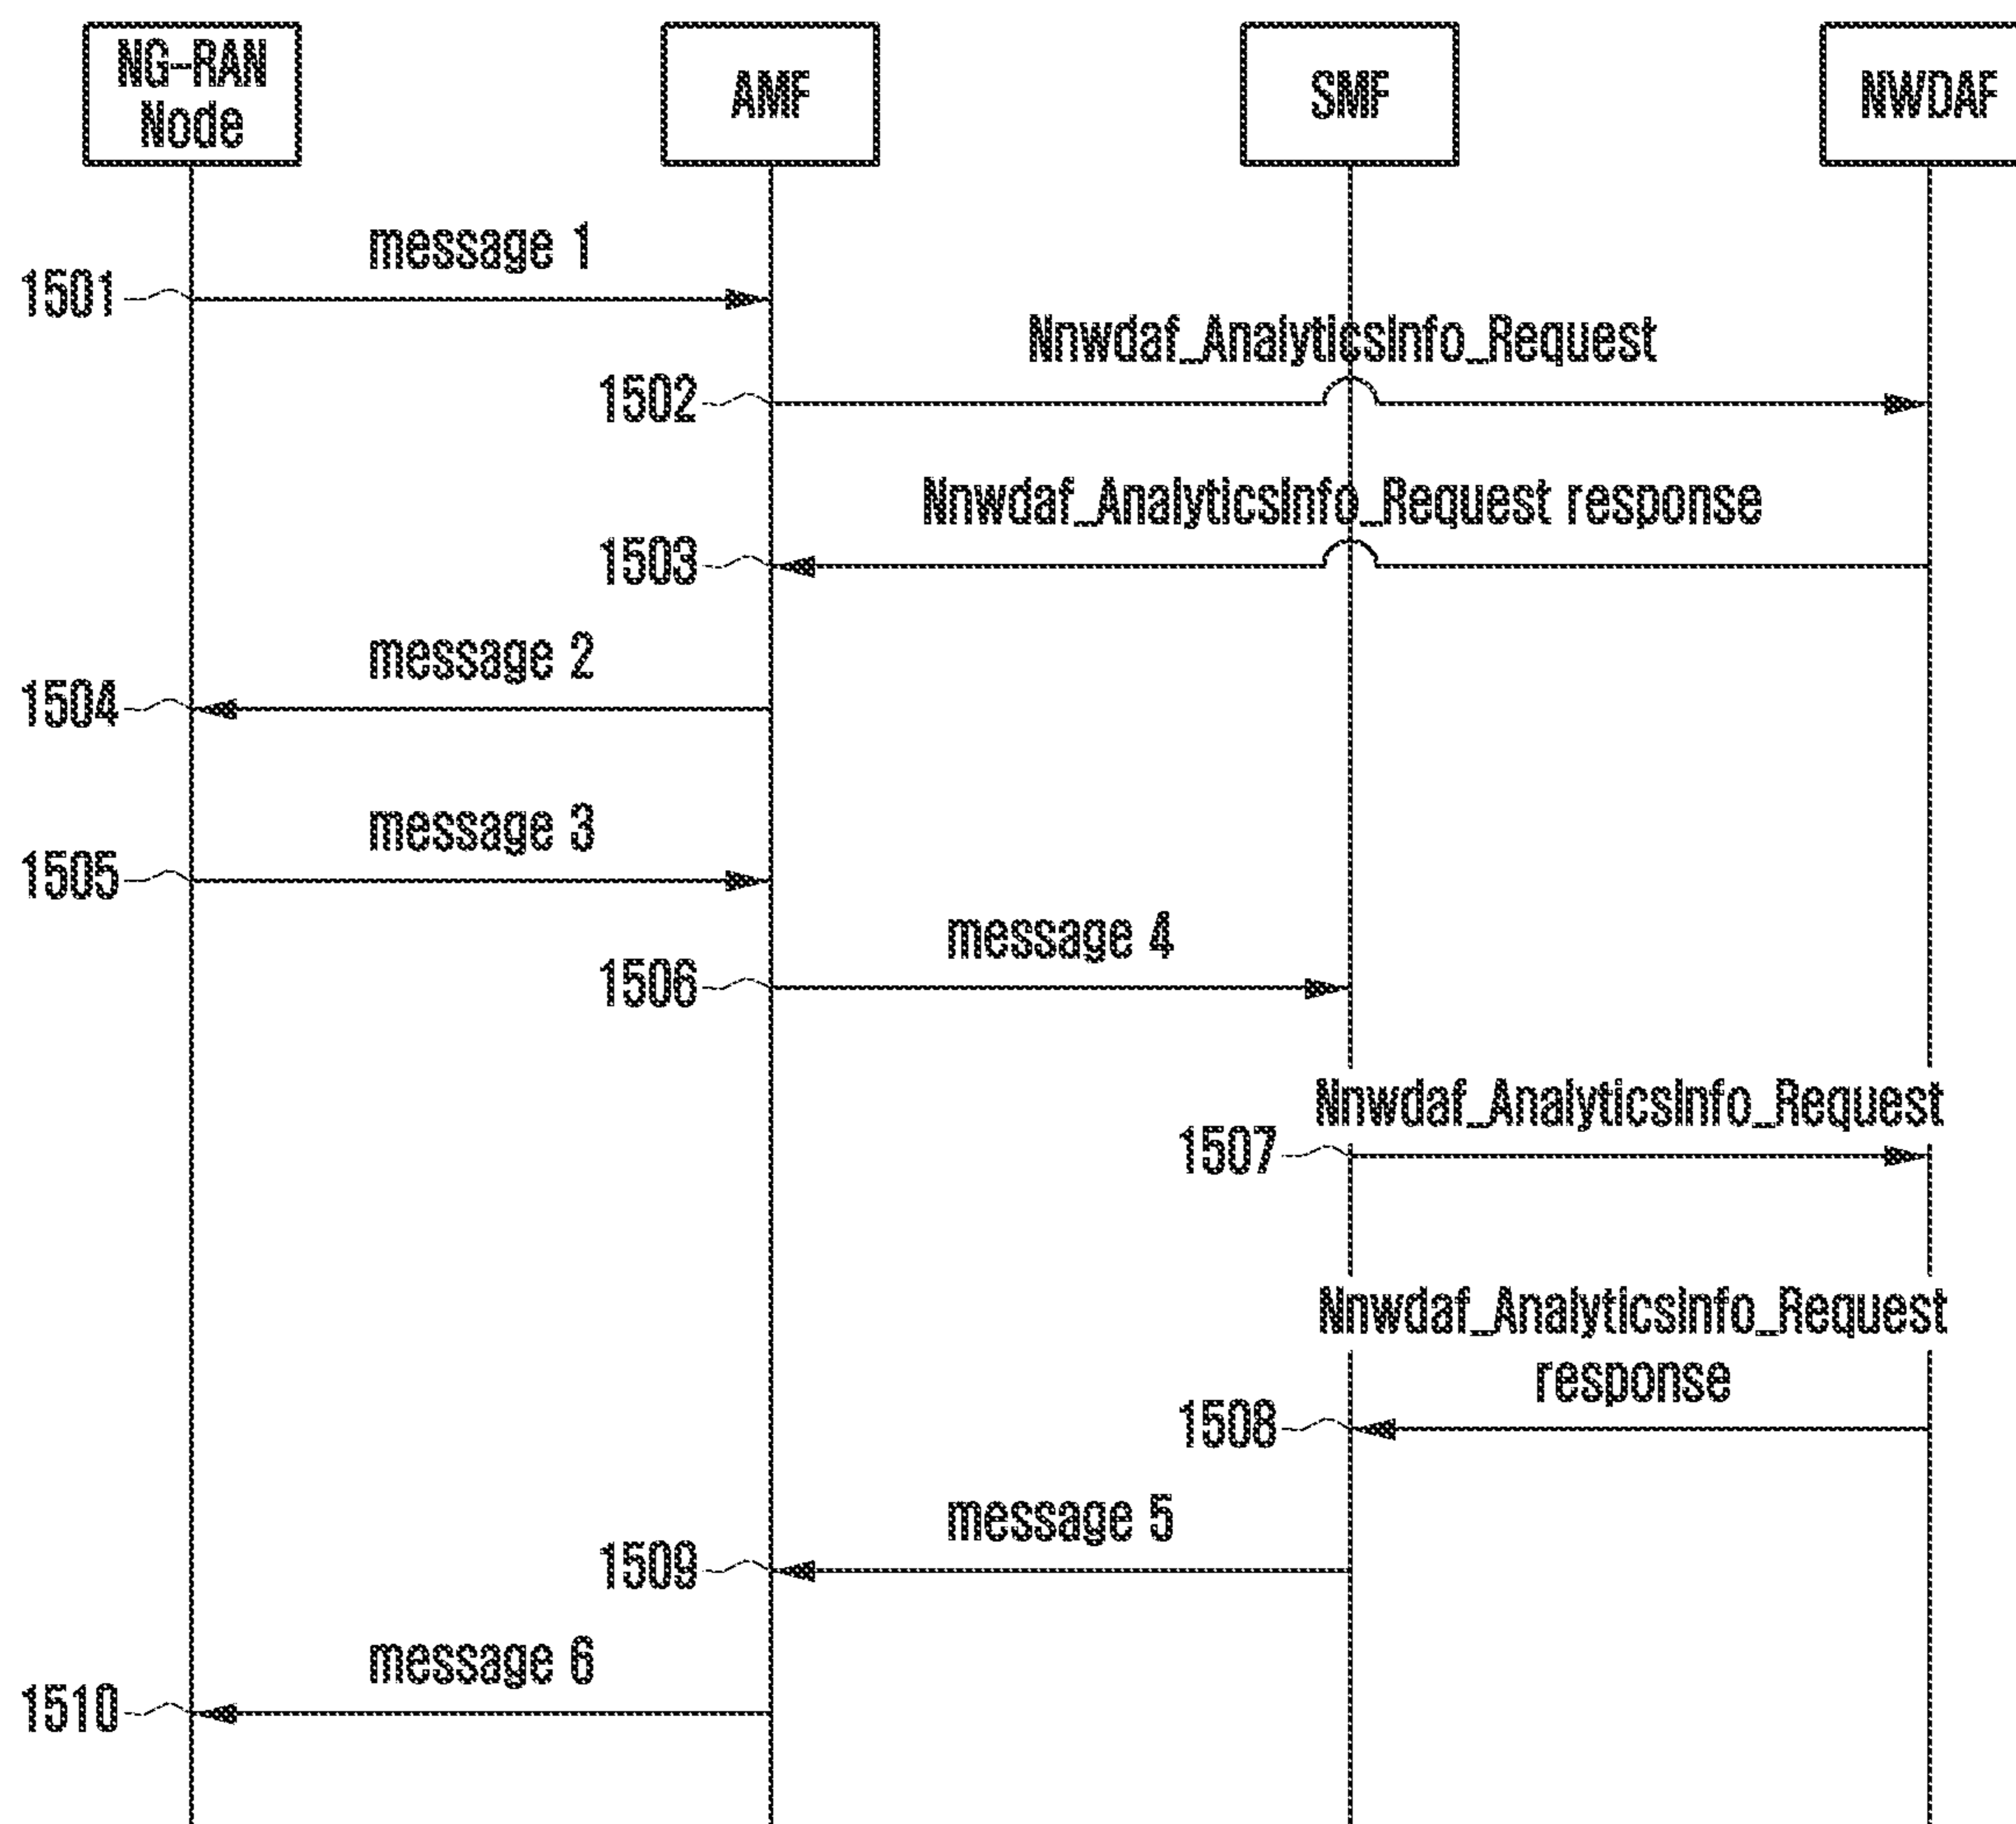 NG-RAN
Node
AMF
SMF
NWDAF
message 1
1501
Nnwdaf_AnalyticsInfo_Request
1502
Nnwdaf_AnalyticsInfo_Request response
1503
message 2
1504
message 3
1505
message 4
1506
Nnwdaf_AnalyticsInfo_Request
1507
Nnwdaf_AnalyticsInfo_Request
response
1508
message 5
1509
message 6
1510